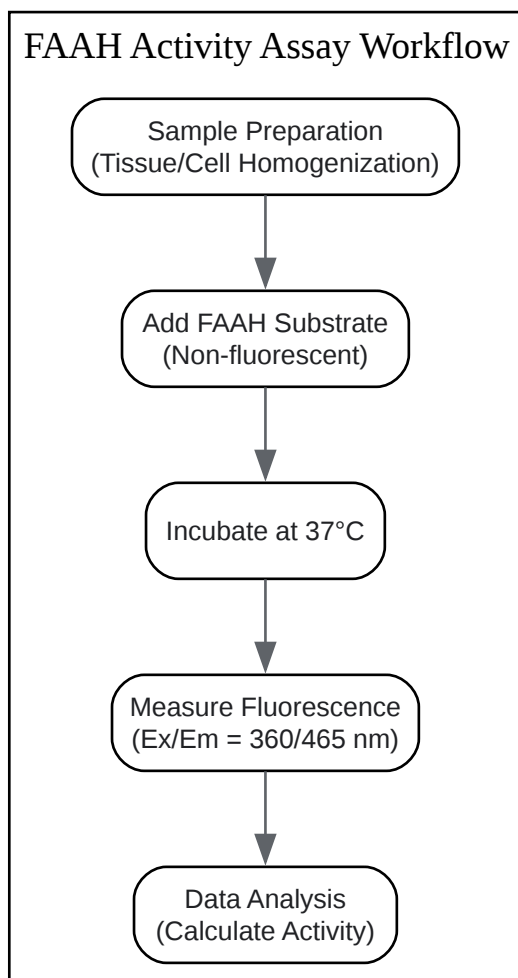 FAAH Activity Assay Workflow
Sample Preparation
(Tissue/Cell Homogenization)
Add FAAH Substrate
(Non-fluorescent)
Incubate at 37°C
Measure Fluorescence
(Ex/Em = 360/465 nm)
Data Analysis
(Calculate Activity)